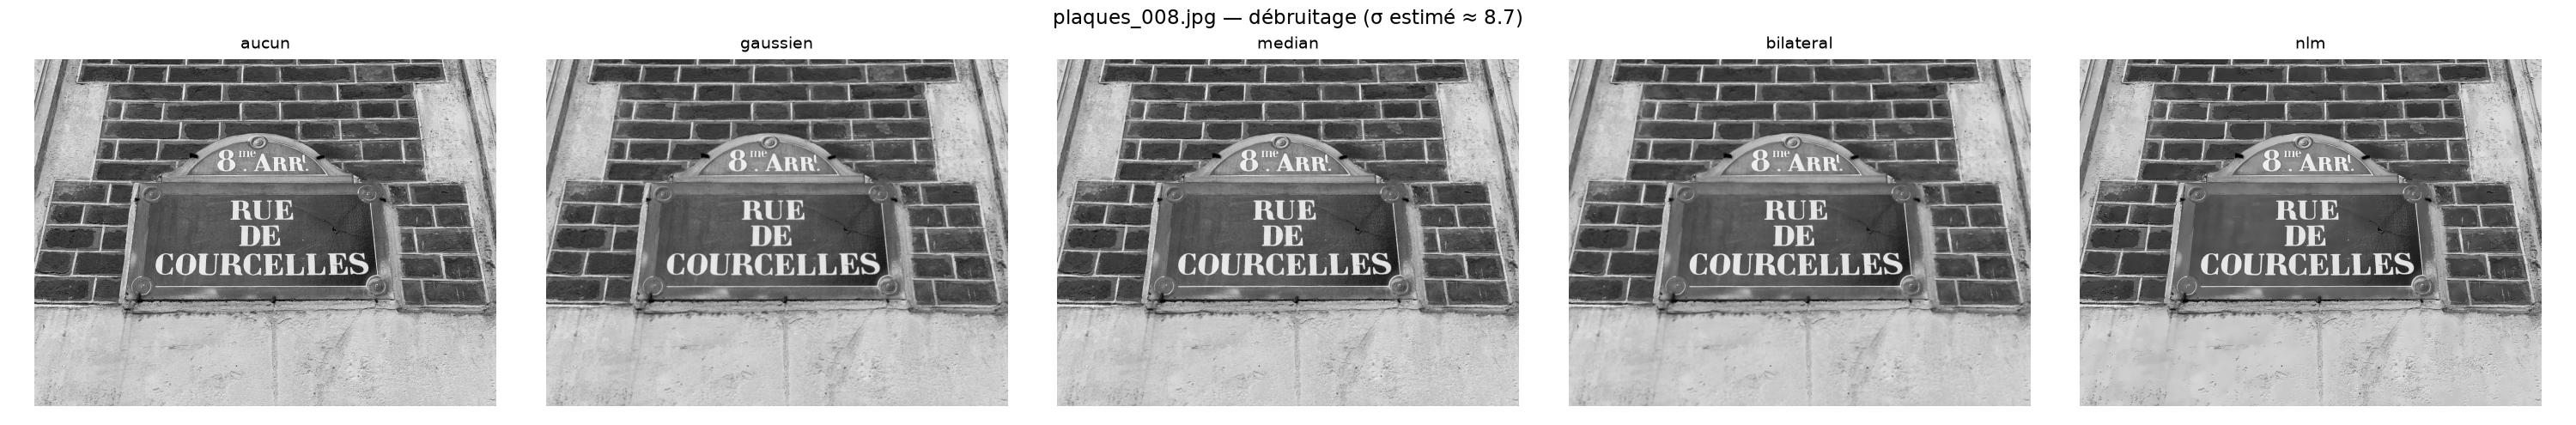 plaques_008.jpg — débruitage (σ estimé ≈ 8.7)
aucun
gaussien
median
bilateral
nlm
8me. ARRt.
RUE
DE
COURCELLES
8me. ARRt.
RUE
DE
COURCELLES
8me. ARRt.
RUE
DE
COURCELLES
8me. ARRt.
RUE
DE
COURCELLES
8me. ARRt.
RUE
DE
COURCELLES